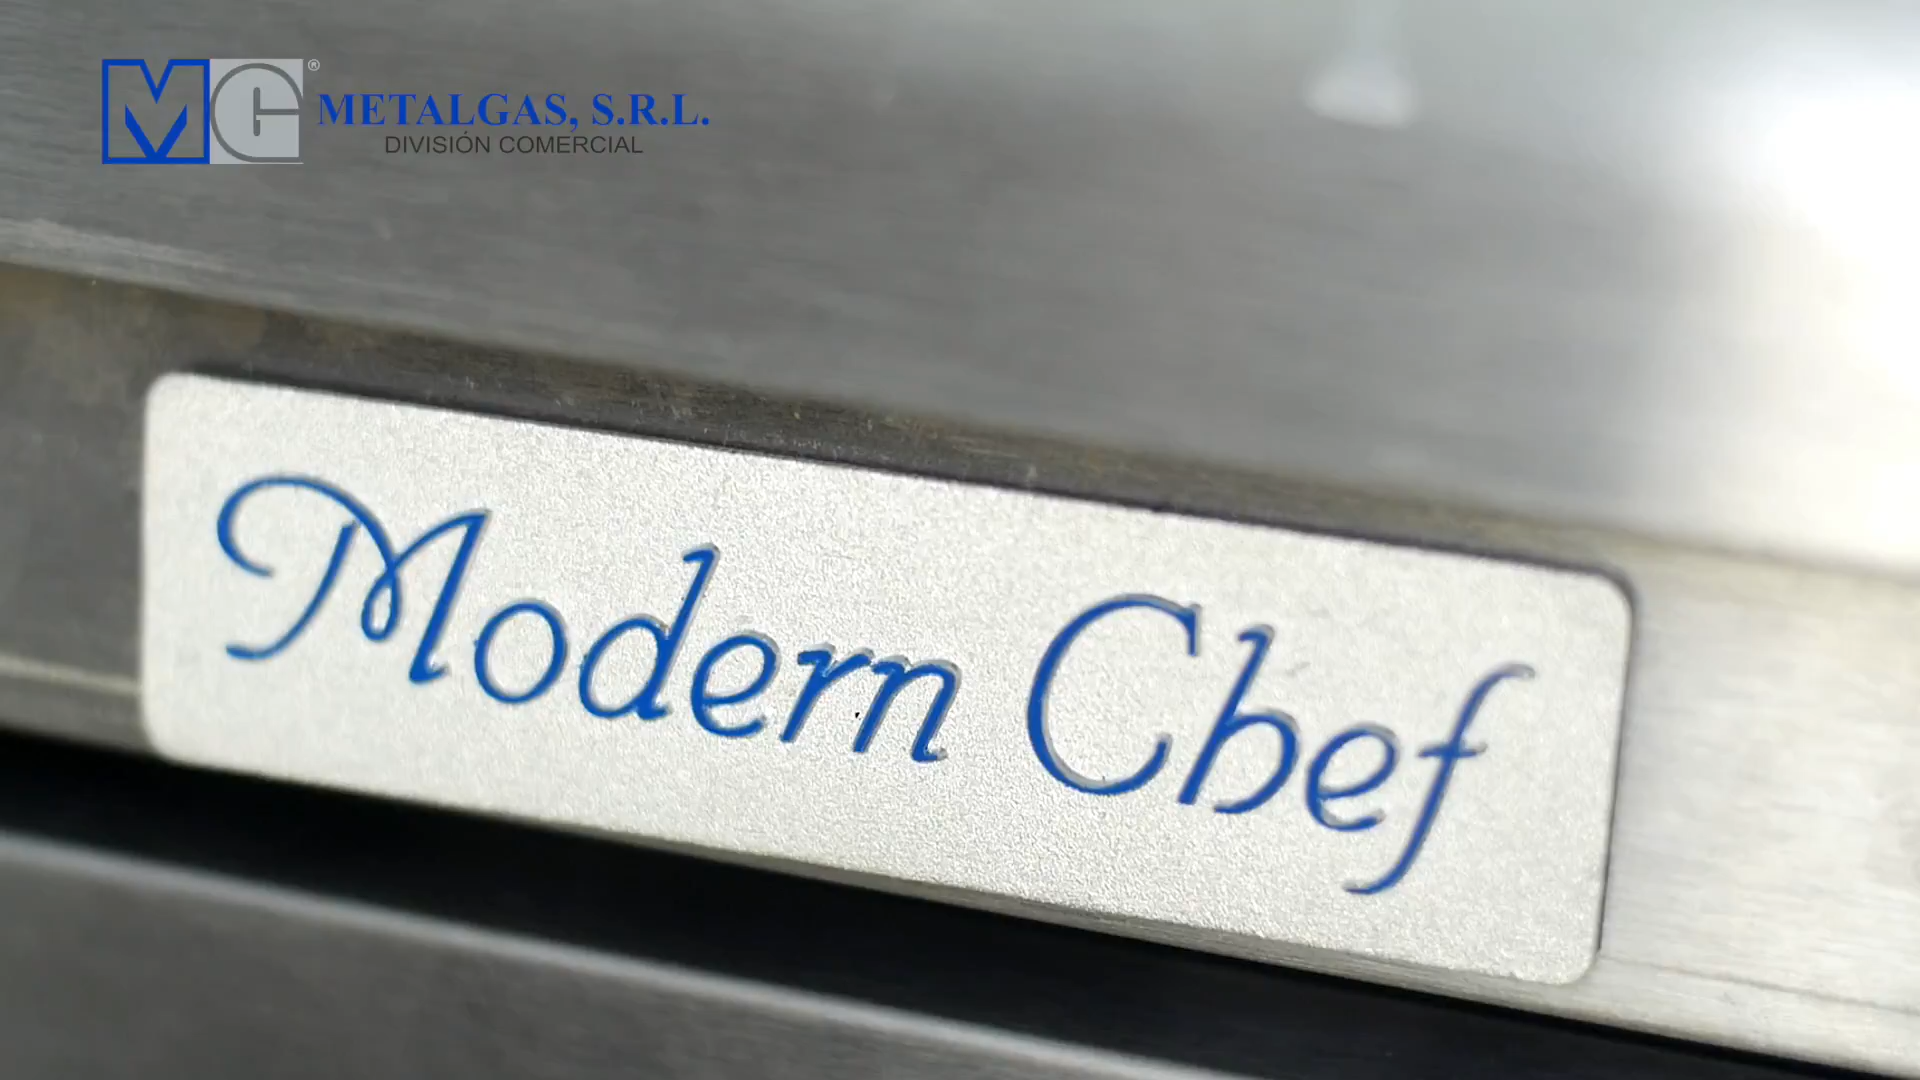 MG®
METALGAS, S.R.L.
DIVISIÓN COMERCIAL
Modern Chef